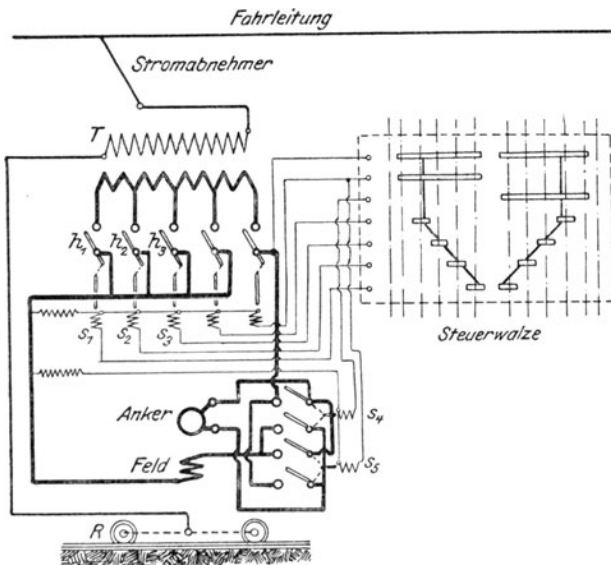 Fahrleitung
Stromabnehmer
T
h1 h2 h3
s1 s2 s3
Steuerwalze
Anker
s4
Feld
s5
R